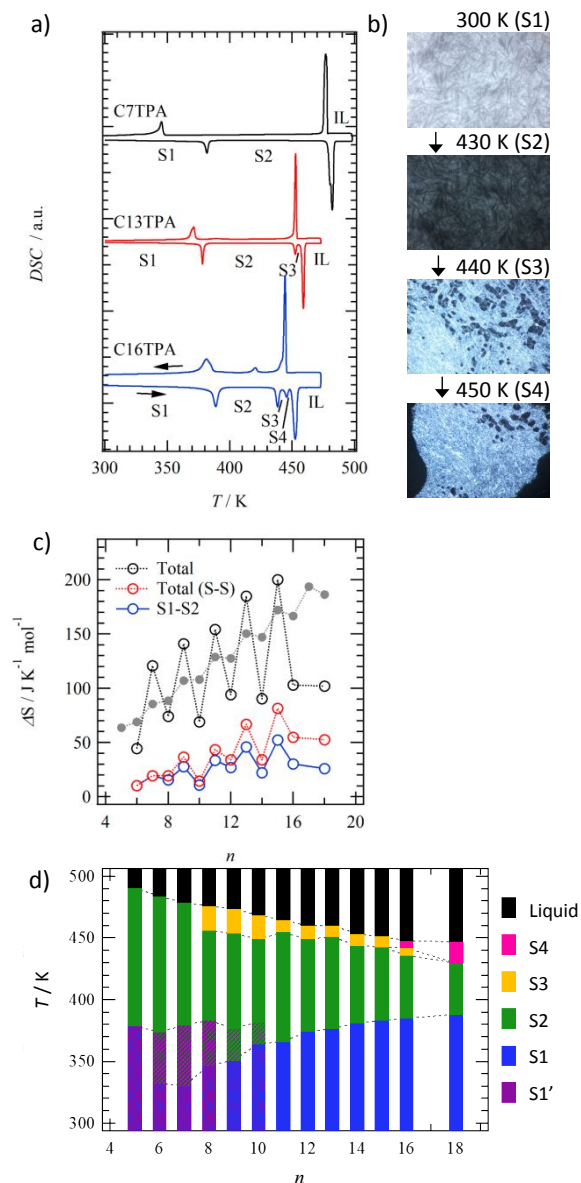 a)
C7TPA
IL
S1
S2
C13TPA
S1
S2
S3
IL
C16TPA
S1
S2
S3
S4
IL
DSC / a.u.
300
400
450
500
T / K
b)
300 K (S1)
430 K (S2)
440 K (S3)
450 K (S4)
c)
Total
Total (S-S)
S1-S2
200
150
100
50
0
ΔS / J K⁻¹ mol⁻¹
4
8
12
16
20
n
d)
500
450
400
350
300
T / K
4
6
8
10
12
14
16
18
n
Liquid
S4
S3
S2
S1
S1’